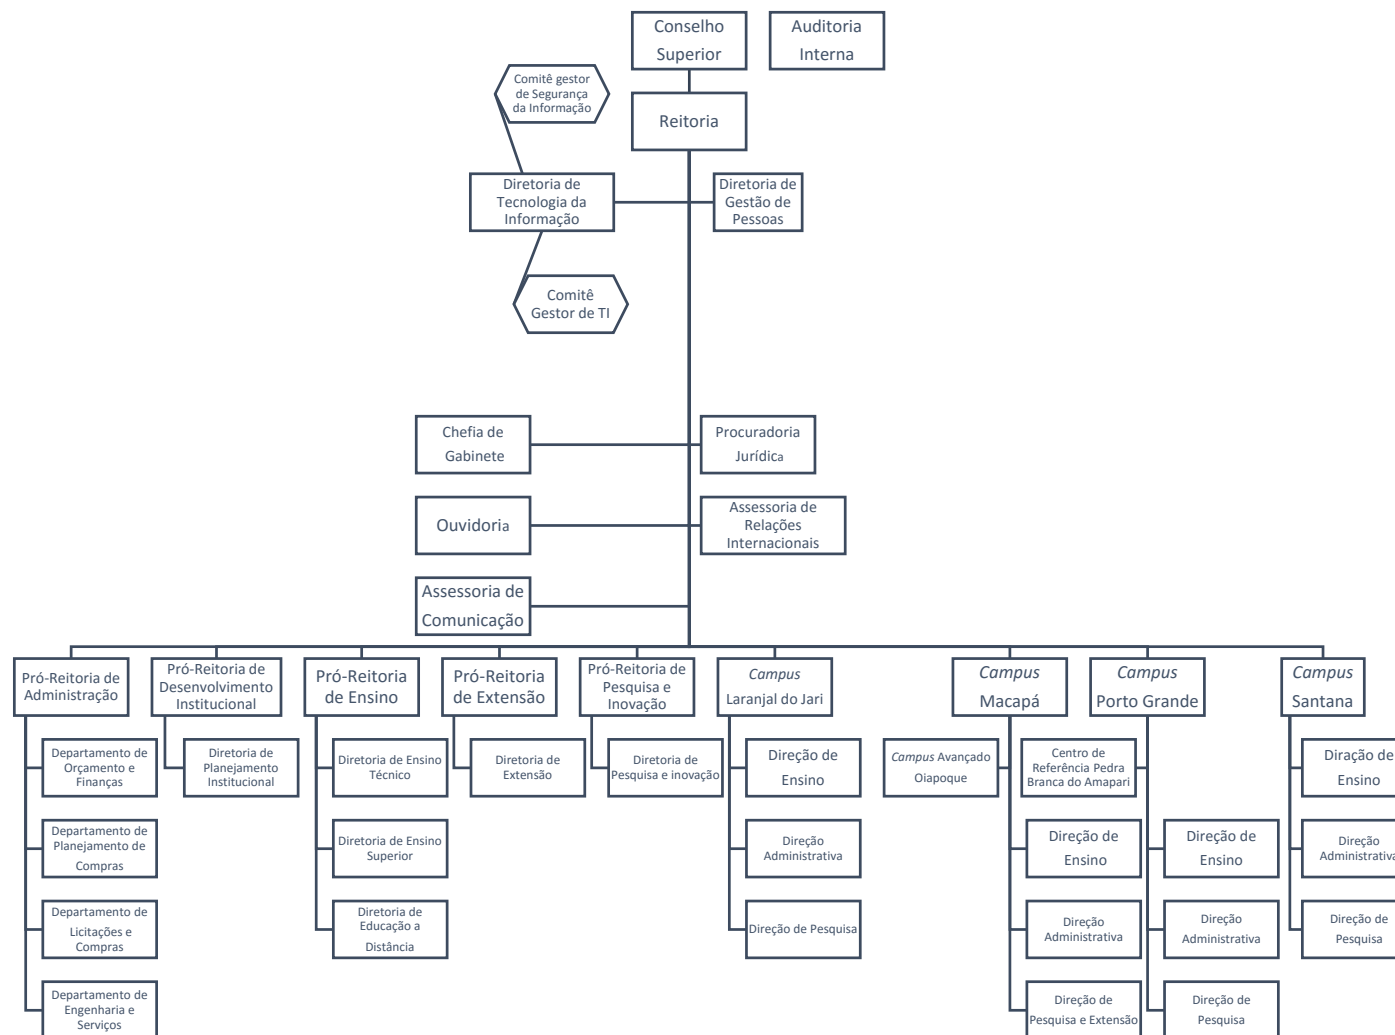 Conselho
Superior
Auditoria
Interna
Comitê gestor
de Segurança
da Informação
Reitoria
Diretoria de
Tecnologia da
Informação
Diretoria de
Gestão de
Pessoas
Comitê
Gestor de TI
Chefia de
Gabinete
Procuradoria
Jurídica
Ouvidoria
Assessoria de
Relações
Internacionais
Assessoria de
Comunicação
Pró-Reitoria de
Administração
Pró-Reitoria de
Desenvolvimento
Institucional
Pró-Reitoria
de Ensino
Pró-Reitoria
de Extensão
Pró-Reitoria de
Pesquisa e
Inovação
Campus
Laranjal do Jari
Campus
Macapá
Campus
Porto Grande
Campus
Santana
Departamento de
Orçamento e
Finanças
Diretoria de
Planejamento
Institucional
Diretoria de Ensino
Técnico
Diretoria de
Extensão
Diretoria de
Pesquisa e inovação
Direção de
Ensino
Campus Avançado
Oiapoque
Centro de
Referência Pedra
Branca do Amapari
Diração de
Ensino
Departamento de
Planejamento de
Compras
Diretoria de Ensino
Superior
Direção
Administrativa
Direção de
Ensino
Direção de
Ensino
Direção
Administrativa
Departamento de
Licitações e
Compras
Diretoria de
Educação a
Distância
Direção de Pesquisa
Direção
Administrativa
Direção
Administrativa
Direção de
Pesquisa
Departamento de
Engenharia e
Serviços
Direção de
Pesquisa e Extensão
Direção de
Pesquisa